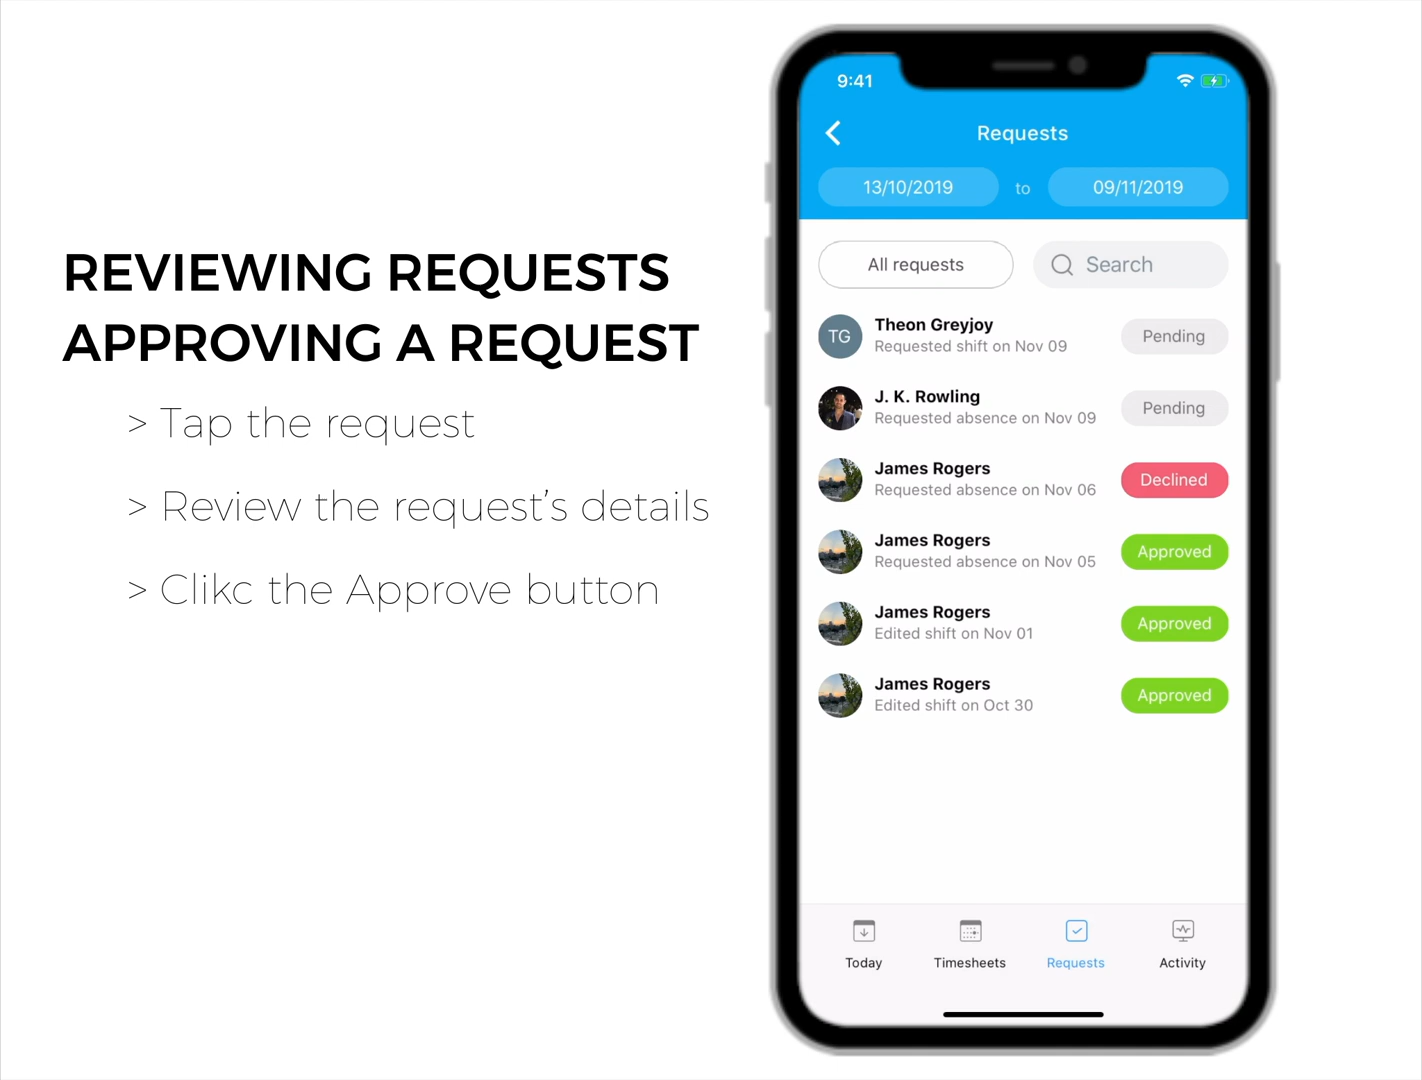 REVIEWING REQUESTS
APPROVING A REQUEST
> Tap the request
> Review the request's details
> Clikc the Approve button
9:41
Requests
13/10/2019 to 09/11/2019
All requests
Search
TG
Theon Greyjoy
Requested shift on Nov 09
Pending
J. K. Rowling
Requested absence on Nov 09
Pending
James Rogers
Requested absence on Nov 06
Declined
James Rogers
Requested absence on Nov 05
Approved
James Rogers
Edited shift on Nov 01
Approved
James Rogers
Edited shift on Oct 30
Approved
Today
Timesheets
Requests
Activity